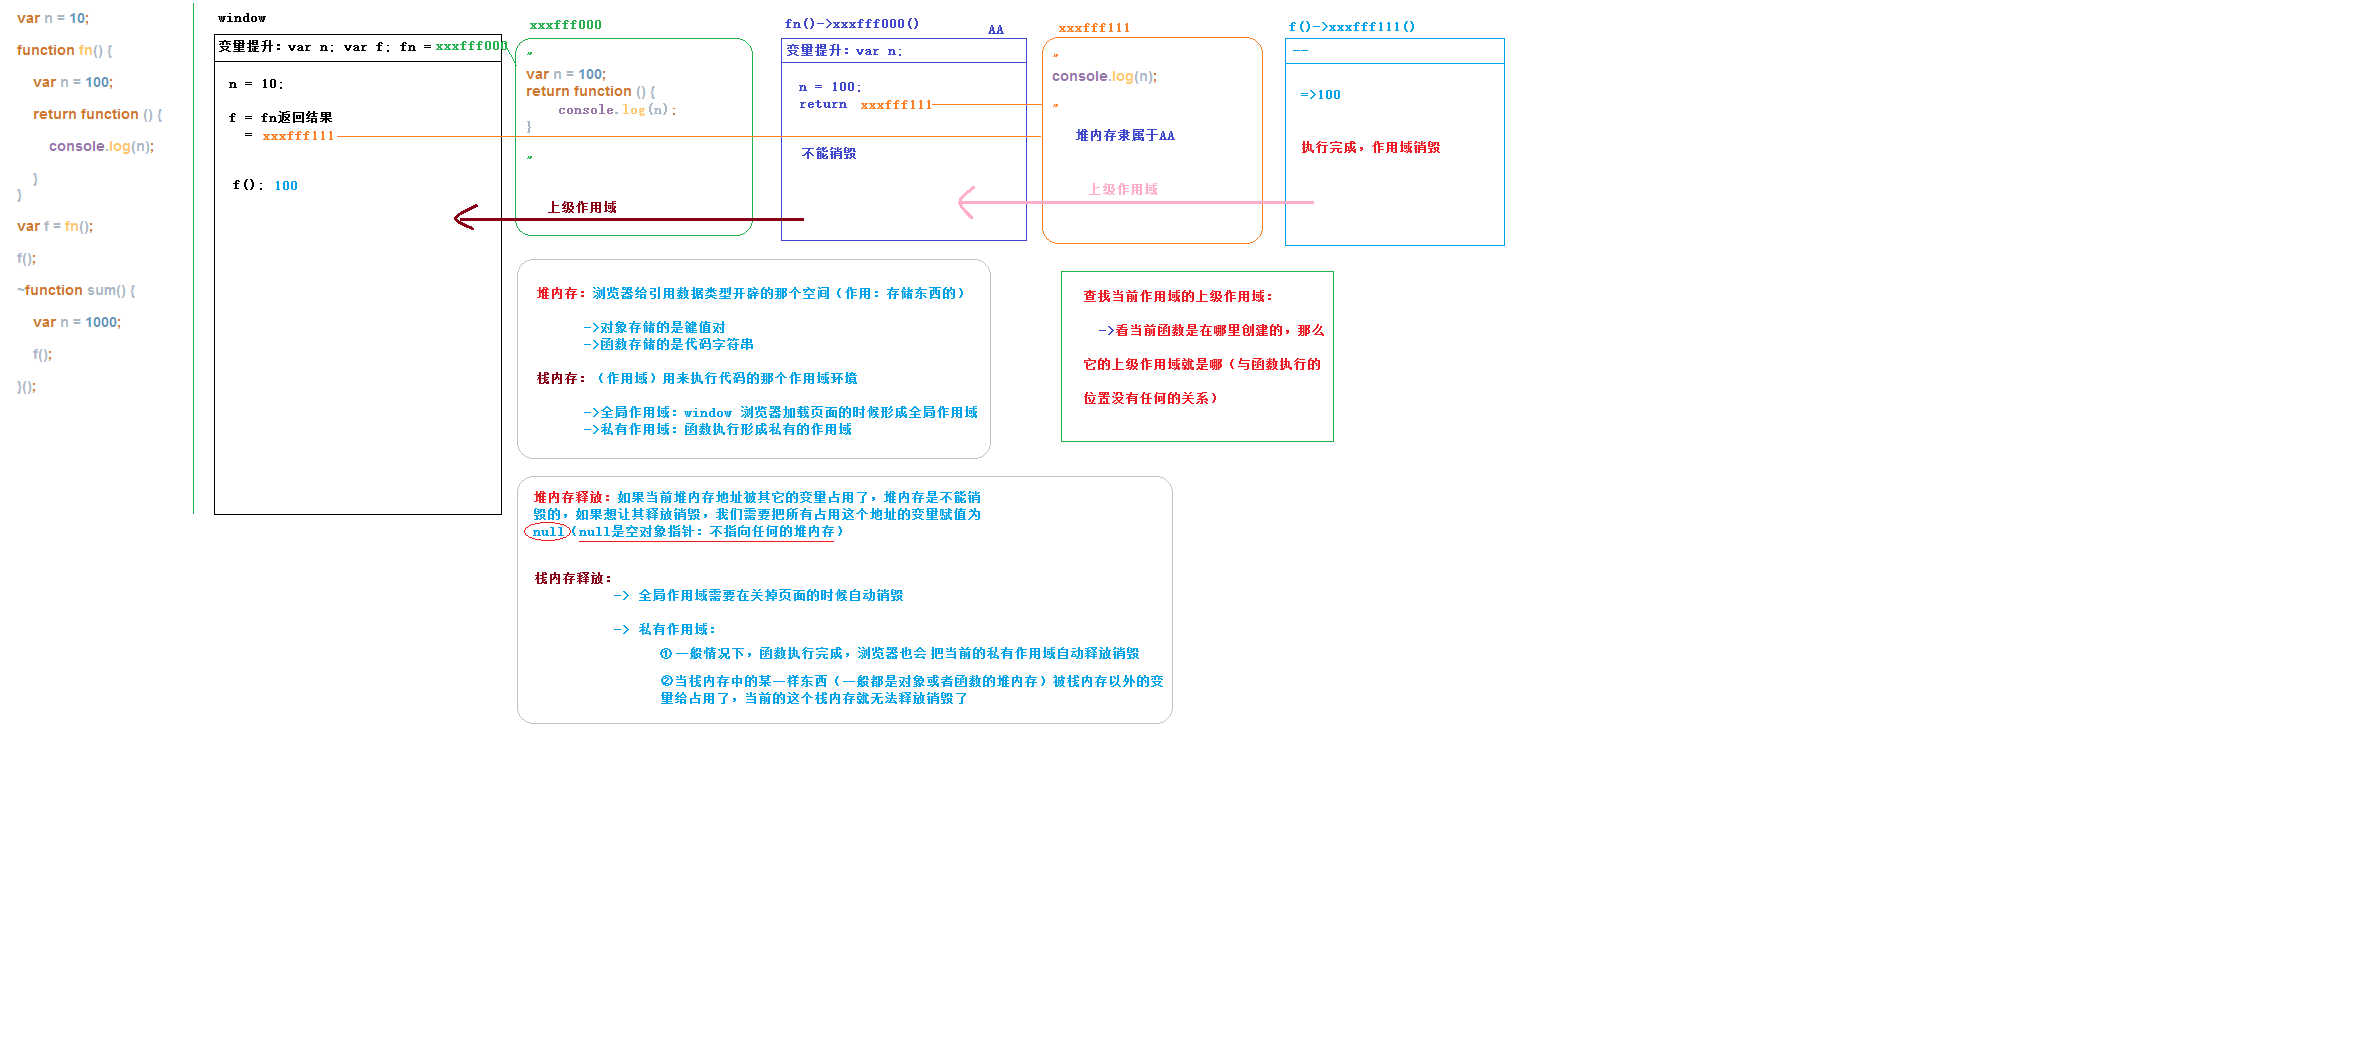 var n = 10;
function fn() {
var n = 100;
return function () {
console.log(n);
}
}
var f = fn();
f();
~function sum() {
var n = 1000;
f();
}();
window
变量提升：var n; var f; fn = xxxfff000
n = 10;
f = fn返回结果
= xxxfff111
f(); 100
xxxfff000
"
var n = 100;
return function () {
console.log(n);
}
"
上级作用域
fn()->xxxfff000()
AA
变量提升：var n;
n = 100;
return xxxfff111
不能销毁
xxxfff111
"
console.log(n);
"
堆内存隶属于AA
上级作用域
f()->xxxfff111()
--
=>100
执行完成，作用域销毁
堆内存：浏览器给引用数据类型开辟的那个空间（作用：存储东西的）
->对象存储的是键值对
->函数存储的是代码字符串
栈内存：（作用域）用来执行代码的那个作用域环境
->全局作用域：window 浏览器加载页面的时候形成全局作用域
->私有作用域：函数执行形成私有的作用域
查找当前作用域的上级作用域：
->看当前函数是在哪里创建的，那么
它的上级作用域就是哪（与函数执行的
位置没有任何的关系）
堆内存释放：如果当前堆内存地址被其它的变量占用了，堆内存是不能销
毁的，如果想让其释放销毁，我们需要把所有占用这个地址的变量赋值为
null（null是空对象指针：不指向任何的堆内存）
栈内存释放：
-> 全局作用域需要在关掉页面的时候自动销毁
-> 私有作用域：
①一般情况下，函数执行完成，浏览器也会 把当前的私有作用域自动释放销毁
②当栈内存中的某一样东西（一般都是对象或者函数的堆内存）被栈内存以外的变
量给占用了，当前的这个栈内存就无法释放销毁了